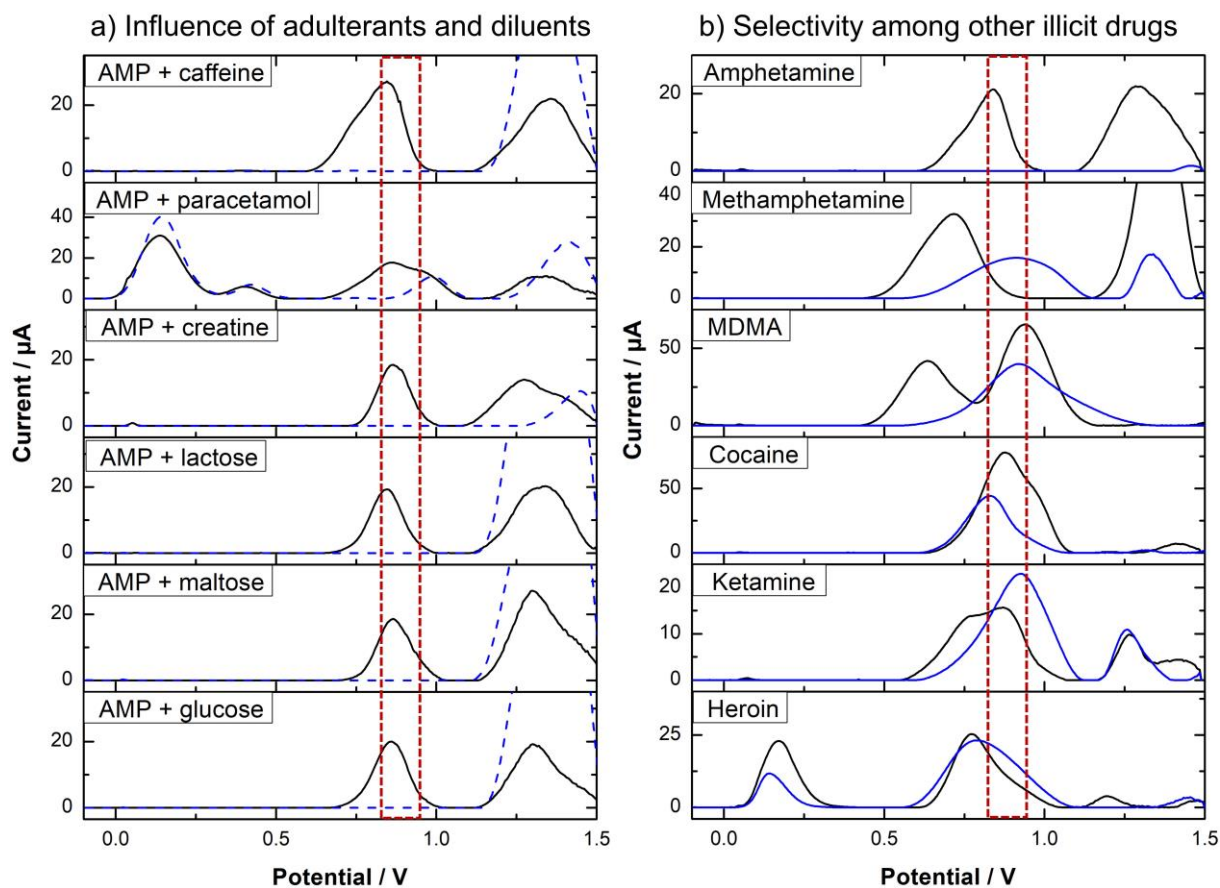 a) Influence of adulterants and diluents
AMP + caffeine
20
0
AMP + paracetamol
40
20
0
AMP + creatine
20
0
AMP + lactose
20
0
AMP + maltose
20
0
AMP + glucose
20
0
Current / µA
0.0 0.5 1.0 1.5
Potential / V
b) Selectivity among other illicit drugs
Amphetamine
20
0
Methamphetamine
40
20
0
MDMA
50
0
Cocaine
50
0
Ketamine
20
10
0
Heroin
25
0
Current / µA
0.0 0.5 1.0 1.5
Potential / V